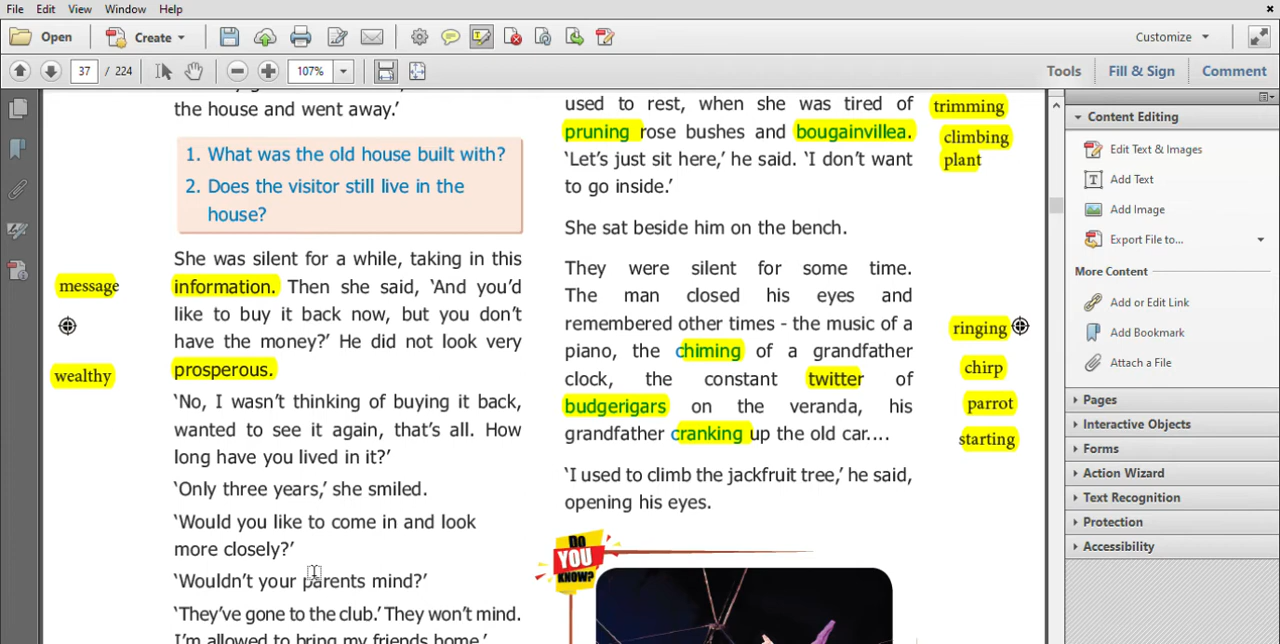 File Edit View Window Help
Open Create Customize
37 / 224 107% Tools Fill & Sign Comment
the house and went away.’
1. What was the old house built with?
2. Does the visitor still live in the
house?
She was silent for a while, taking in this
message information. Then she said, ‘And you’d
like to buy it back now, but you don’t
have the money?’ He did not look very
wealthy prosperous.
‘No, I wasn’t thinking of buying it back,
wanted to see it again, that’s all. How
long have you lived in it?’
‘Only three years,’ she smiled.
‘Would you like to come in and look
more closely?’
‘Wouldn’t your parents mind?’
‘They’ve gone to the club.’ They won’t mind.
I’m allowed to bring my friends home.’
used to rest, when she was tired of trimming
pruning rose bushes and bougainvillea. climbing
‘Let’s just sit here,’ he said. ‘I don’t want plant
to go inside.’
She sat beside him on the bench.
They were silent for some time.
The man closed his eyes and
remembered other times - the music of a ringing
piano, the chiming of a grandfather chirp
clock, the constant twitter of
budgerigars on the veranda, his parrot
grandfather cranking up the old car.... starting
‘I used to climb the jackfruit tree,’ he said,
opening his eyes.
DO
YOU
KNOW?
Content Editing
Edit Text & Images
Add Text
Add Image
Export File to...
More Content
Add or Edit Link
Add Bookmark
Attach a File
Pages
Interactive Objects
Forms
Action Wizard
Text Recognition
Protection
Accessibility